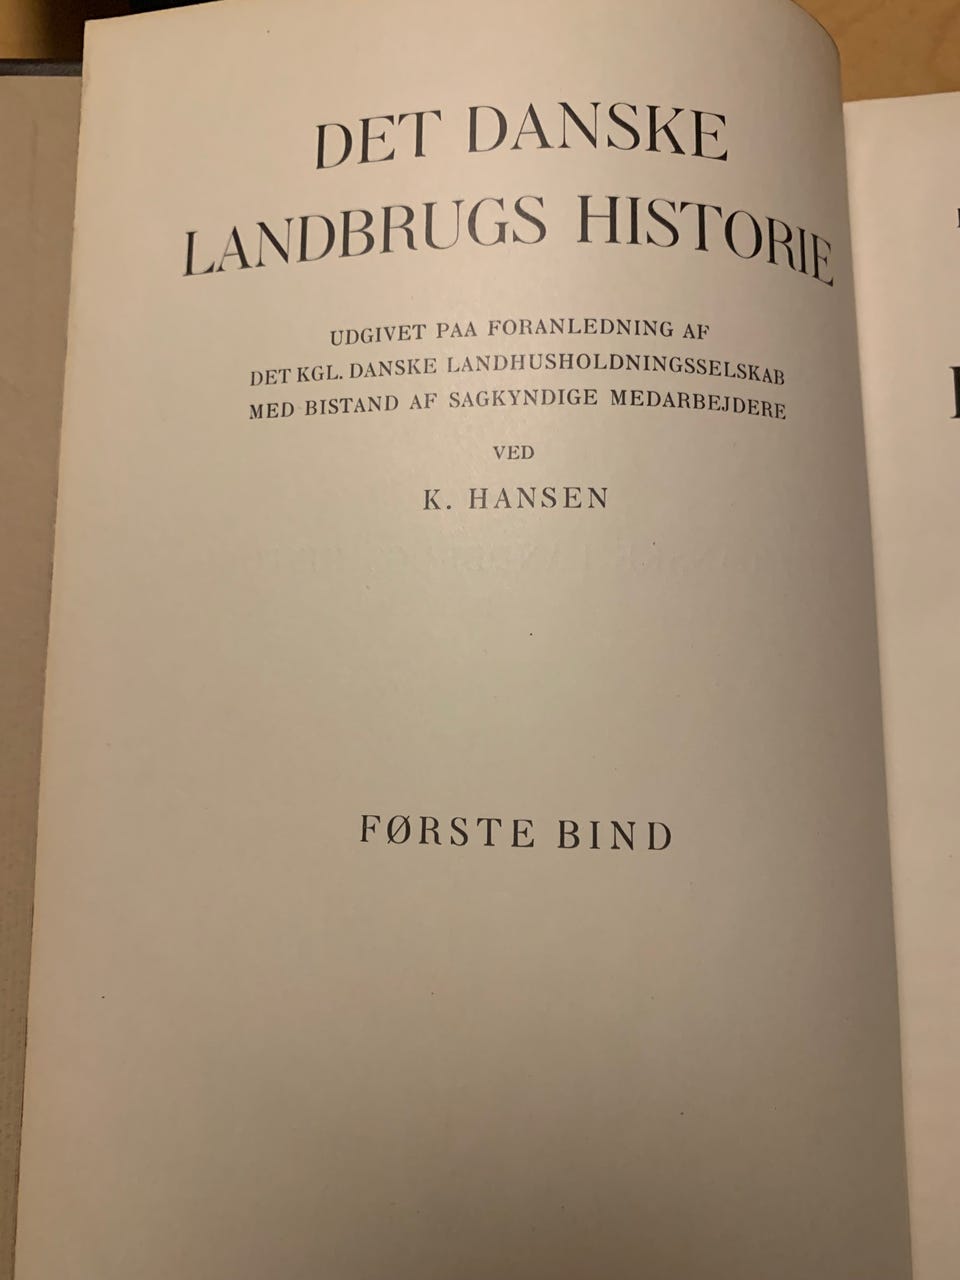 DET DANSKE
LANDBRUGS HISTORIE
UDGIVET PAA FORANLEDNING AF
DET KGL. DANSKE LANDHUSHOLDNINGSSELSKAB
MED BISTAND AF SAGKYNDIGE MEDARBEJDERE
VED
K. HANSEN
FØRSTE BIND